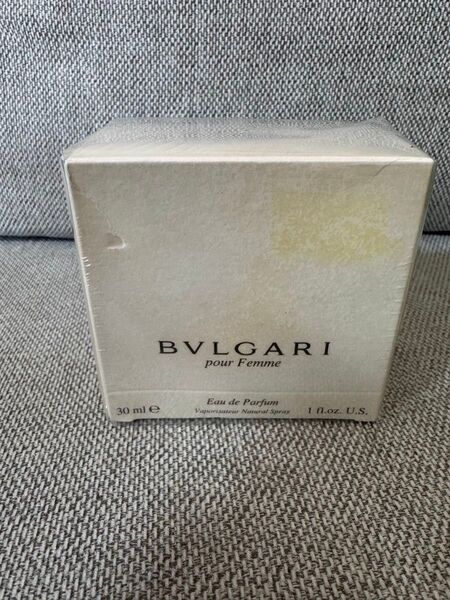 BVLGARI
pour Femme
Eau de Parfum
30 ml ℮ Vaporisateur Natural Spray 1 fl.oz. U.S.